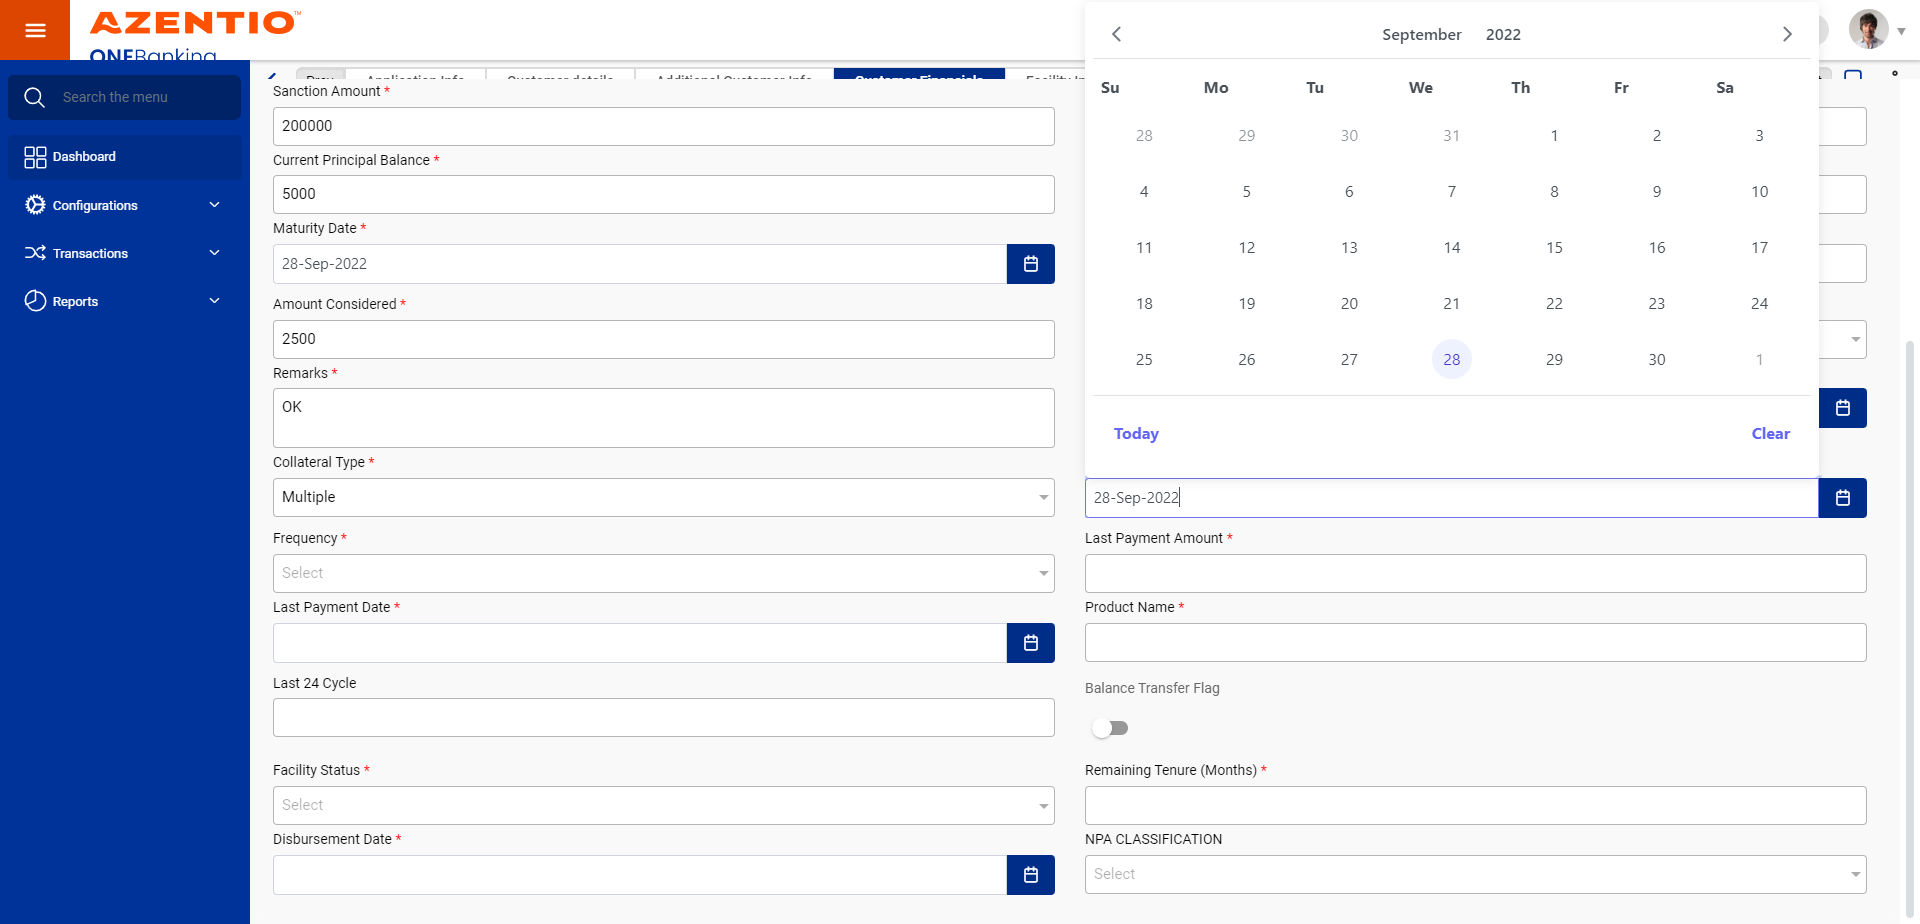 AZENTIO™
ONEBanking
Search the menu
Dashboard
Configurations
Transactions
Reports
Prev
Application Info
Customer details
Additional Customer Info
Customer Financials
Sanction Amount *
200000
Current Principal Balance *
5000
Maturity Date *
28-Sep-2022
Amount Considered *
2500
Remarks *
OK
Collateral Type *
Multiple
Frequency *
Select
Last Payment Date *
Last 24 Cycle
Facility Status *
Select
Disbursement Date *
September 2022
Su Mo Tu We Th Fr Sa
28 29 30 31 1 2 3
4 5 6 7 8 9 10
11 12 13 14 15 16 17
18 19 20 21 22 23 24
25 26 27 28 29 30 1
Today
Clear
28-Sep-2022
Last Payment Amount *
Product Name *
Balance Transfer Flag
Remaining Tenure (Months) *
NPA CLASSIFICATION
Select